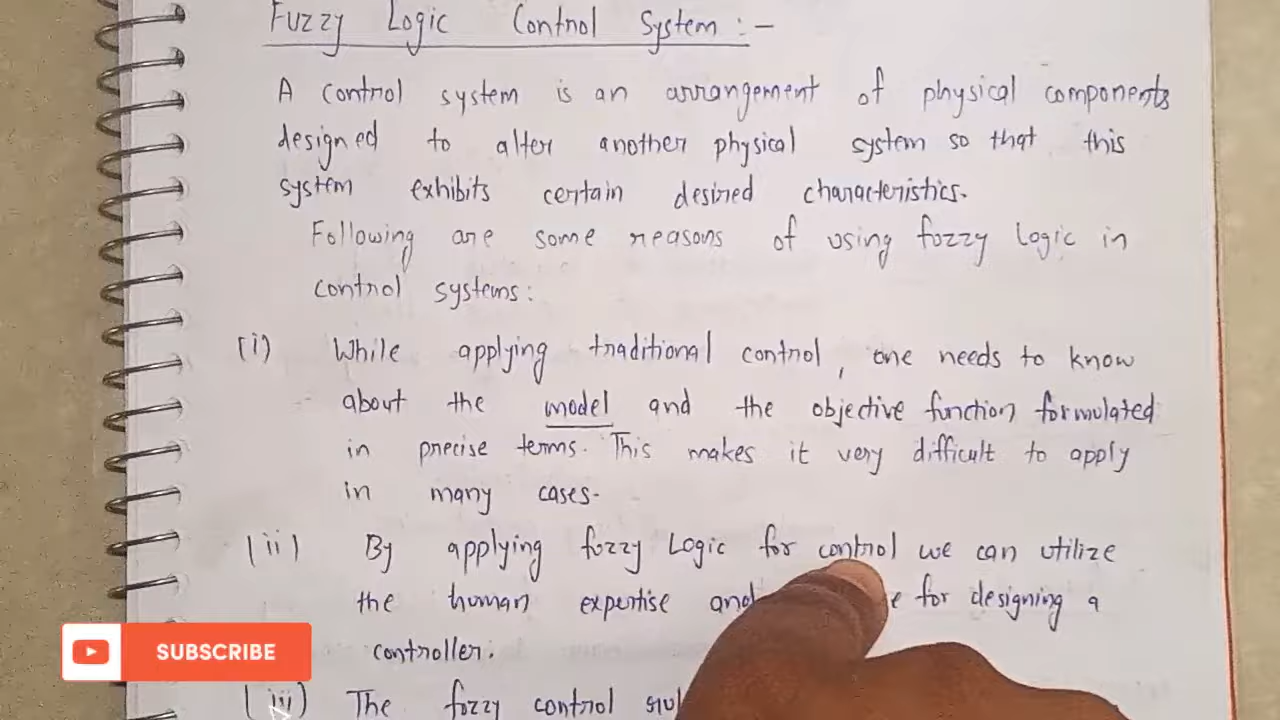 Fuzzy Logic Control System :-
A control system is an arrangement of physical components
designed to alter another physical system so that this
system exhibits certain desired characteristics.
Following are some reasons of using fuzzy Logic in
control systems:
(i) While applying traditional control, one needs to know
about the model and the objective function formulated
in precise terms. This makes it very difficult to apply
in many cases.
(ii) By applying fuzzy Logic for control we can utilize
the human expertise and for designing a
controller.
(iii) The fuzzy control
SUBSCRIBE